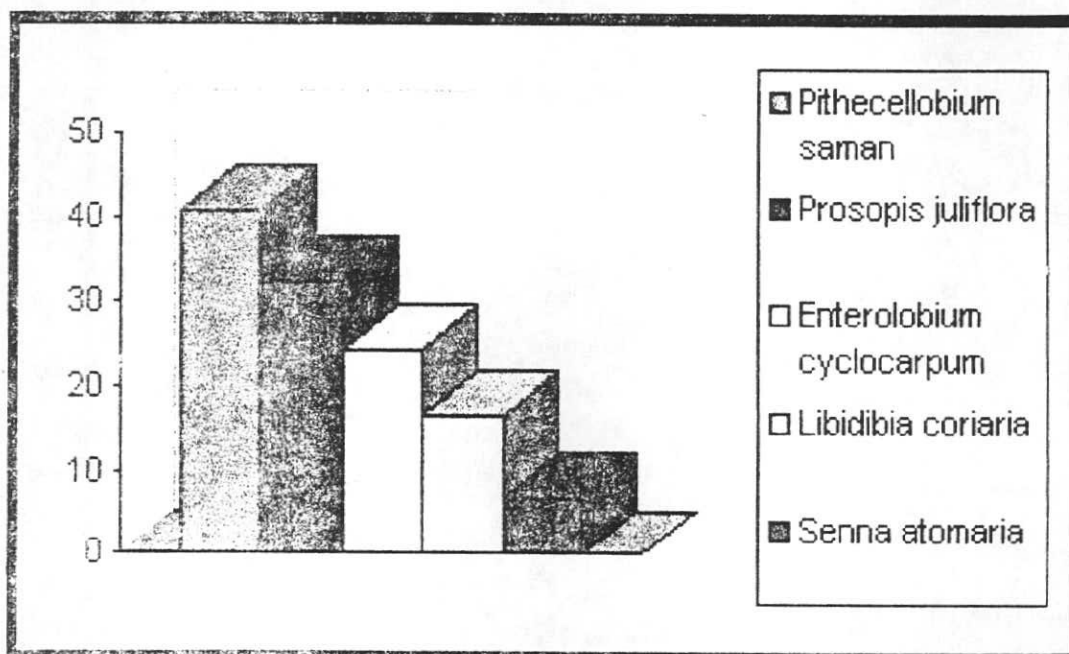 50
40
30
20
10
0
Pithecellobium
saman
Prosopis juliflora
Enterolobium
cyclocarpum
Libidibia coriaria
Senna atomaria